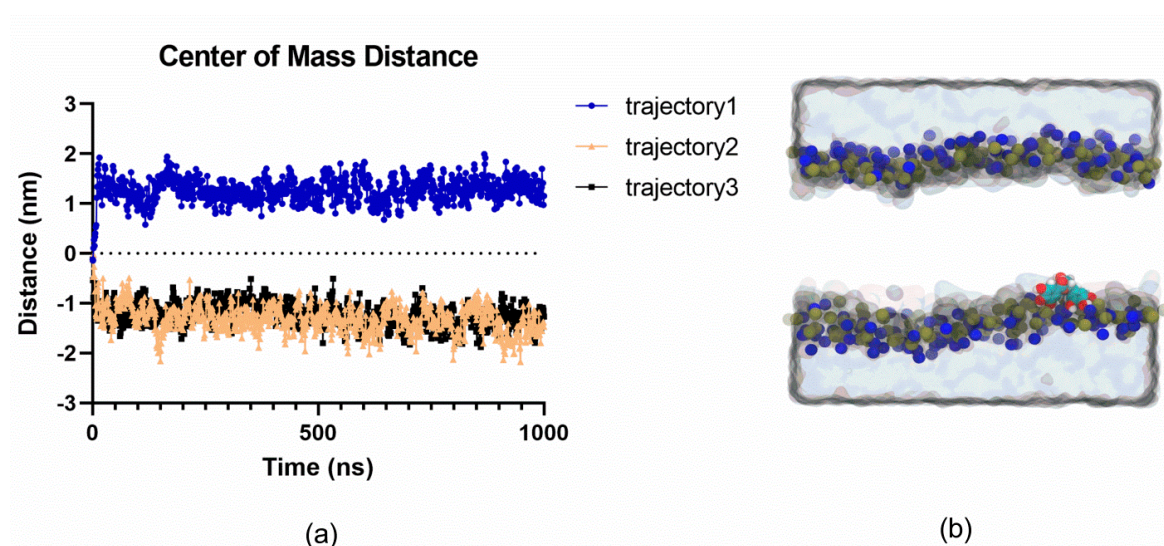 Center of Mass Distance
3
2
1
0
-1
-2
-3
Distance (nm)
0
500
1000
Time (ns)
trajectory1
trajectory2
trajectory3
(a)
(b)